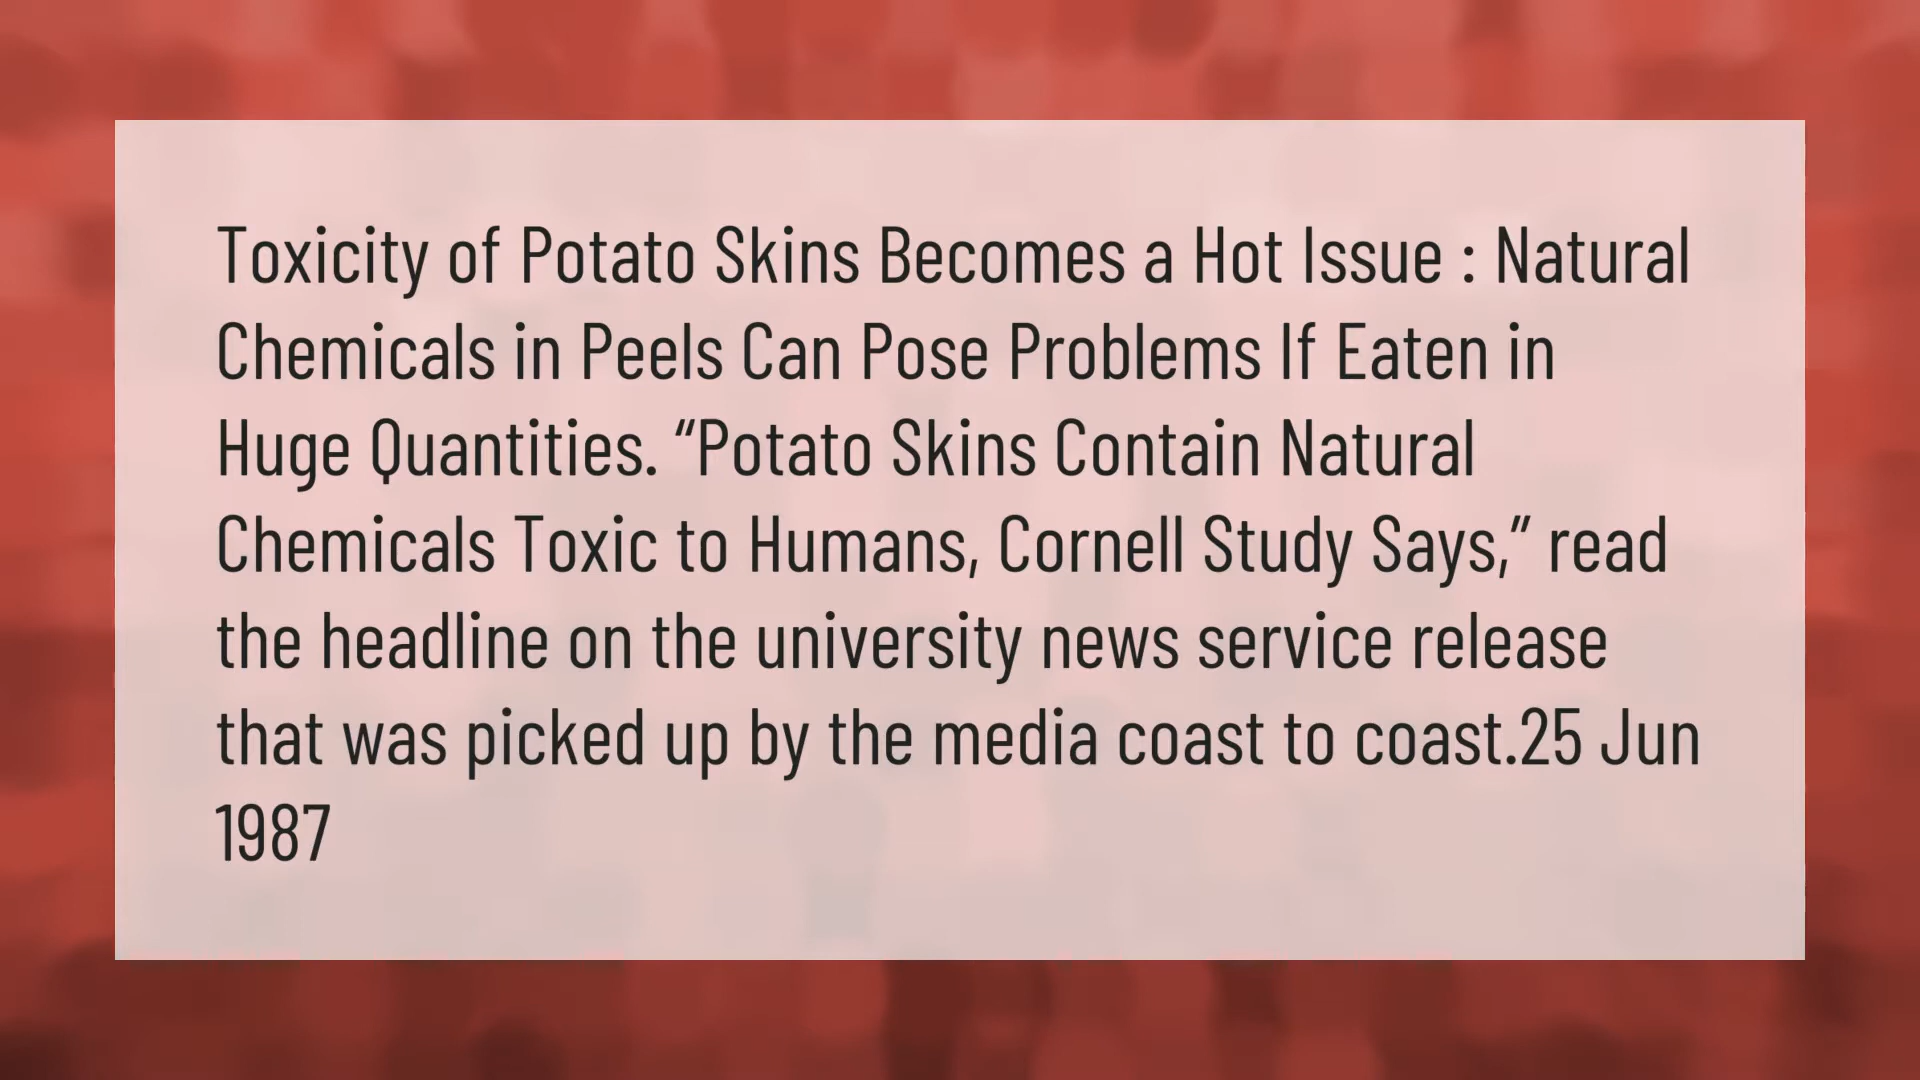 Toxicity of Potato Skins Becomes a Hot Issue : Natural
Chemicals in Peels Can Pose Problems If Eaten in
Huge Quantities. “Potato Skins Contain Natural
Chemicals Toxic to Humans, Cornell Study Says,” read
the headline on the university news service release
that was picked up by the media coast to coast.25 Jun
1987